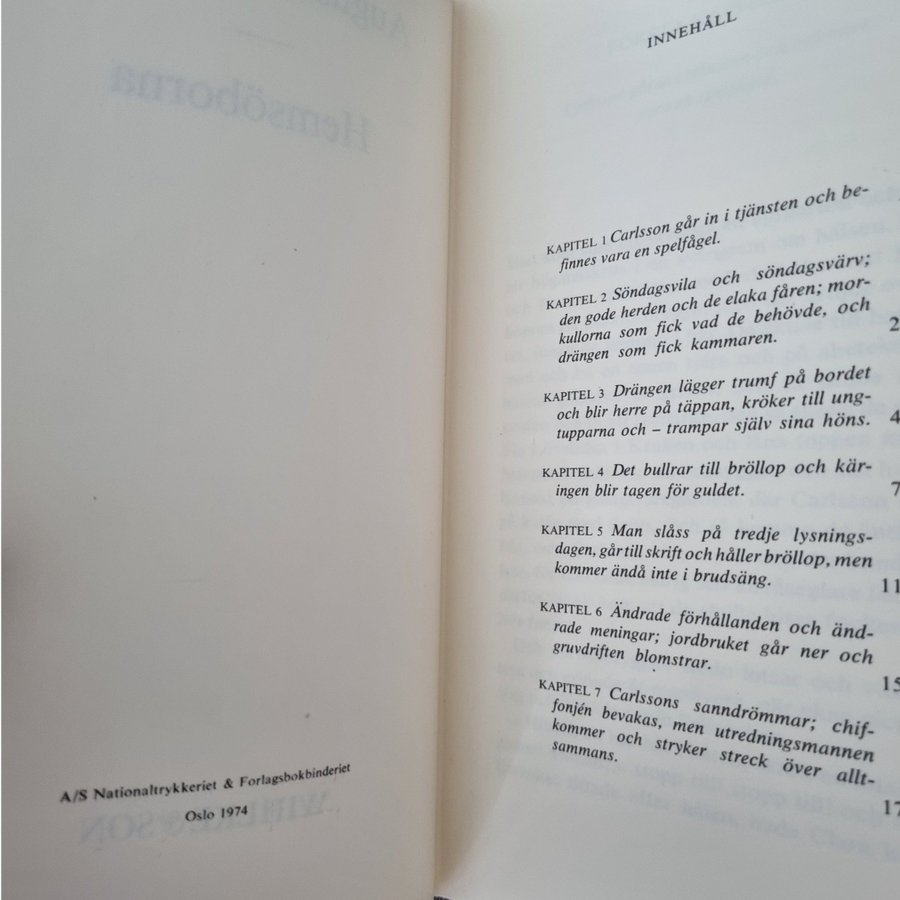 A/S Nationaltrykkeriet & Forlagsbokbinderiet
Oslo 1974
INNEHÅLL
KAPITEL 1 Carlsson går in i tjänsten och be-
finnes vara en spelfågel.
KAPITEL 2 Söndagsvila och söndagsvärv;
den gode herden och de elaka fåren; mor-
kullorna som fick vad de behövde, och
drängen som fick kammaren.
KAPITEL 3 Drängen lägger trumf på bordet
och blir herre på täppan, kröker till ung-
tupparna och – trampar själv sina höns.
KAPITEL 4 Det bullrar till bröllop och kär-
ingen blir tagen för guldet.
KAPITEL 5 Man slåss på tredje lysnings-
dagen, går till skrift och håller bröllop, men
kommer ändå inte i brudsäng.
KAPITEL 6 Ändrade förhållanden och änd-
rade meningar; jordbruket går ner och
gruvdriften blomstrar.
KAPITEL 7 Carlssons sanndrömmar; chif-
fonjén bevakas, men utredningsmannen
kommer och stryker streck över allt-
sammans.